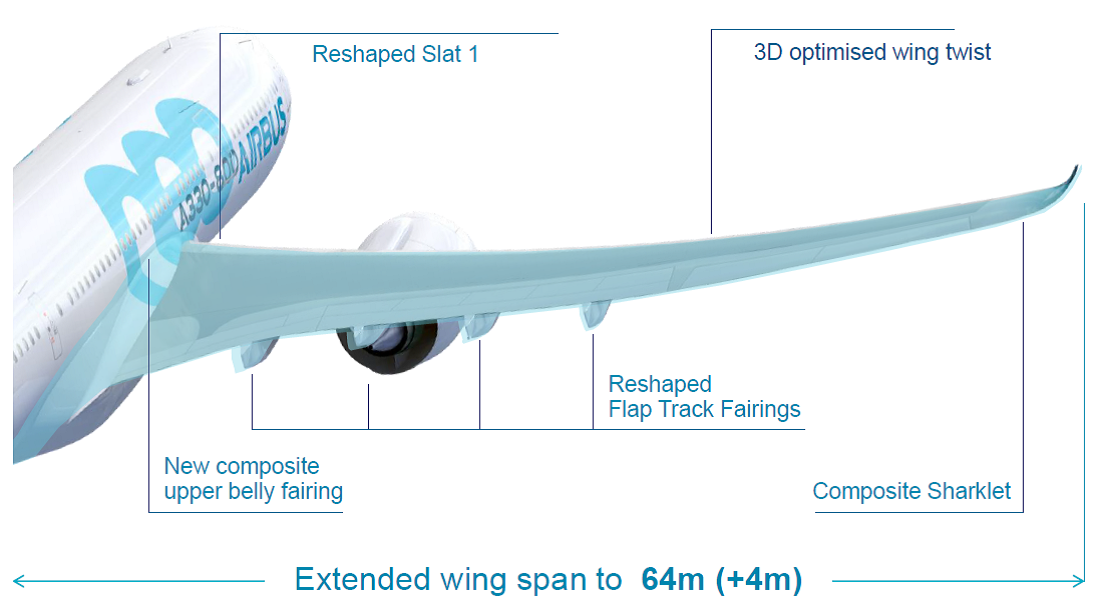 Reshaped Slat 1
3D optimised wing twist
AIRBUS
A330-800
Reshaped
Flap Track Fairings
New composite
upper belly fairing
Composite Sharklet
Extended wing span to 64m (+4m)